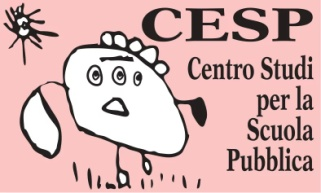 CESP
Centro Studi
per la
Scuola
Pubblica